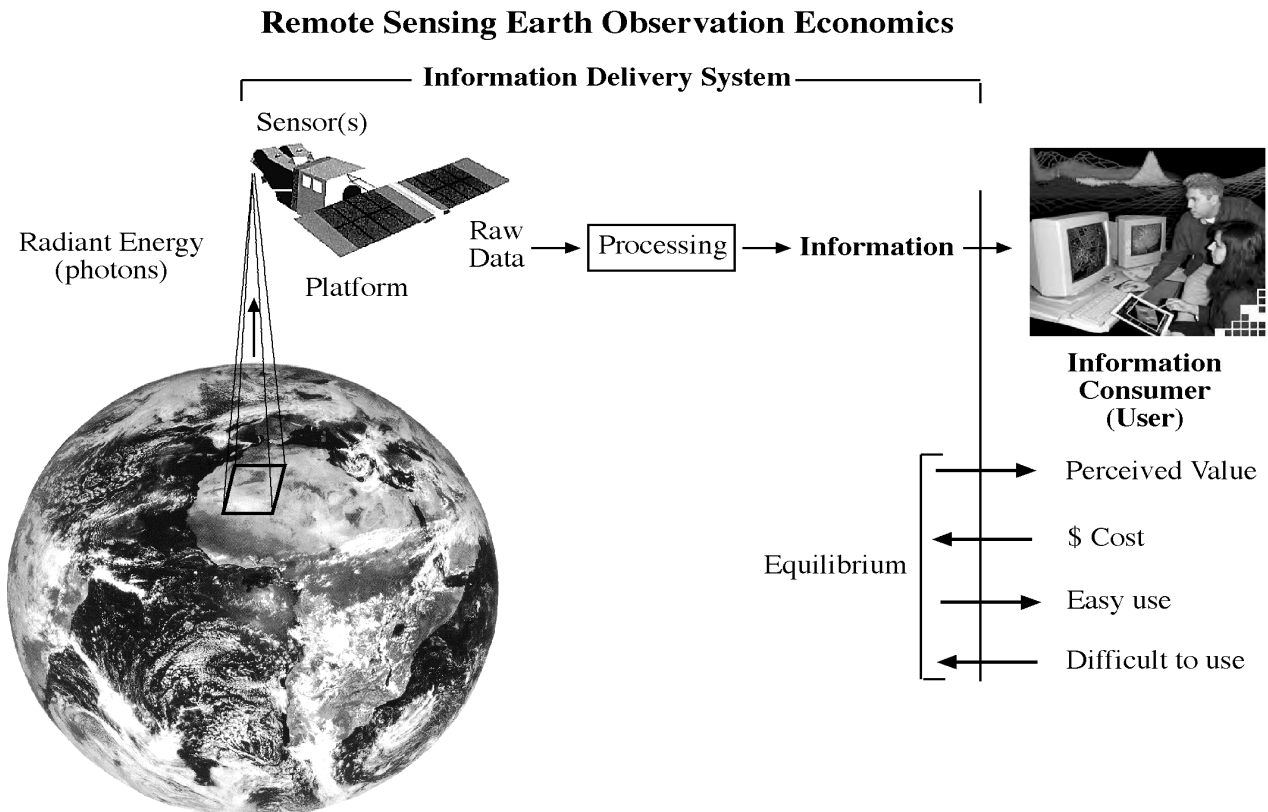 Remote Sensing Earth Observation Economics
Information Delivery System
Sensor(s)
Radiant Energy
(photons)
Platform
Raw
Data
Processing
Information
Information
Consumer
(User)
Equilibrium
Perceived Value
$ Cost
Easy use
Difficult to use